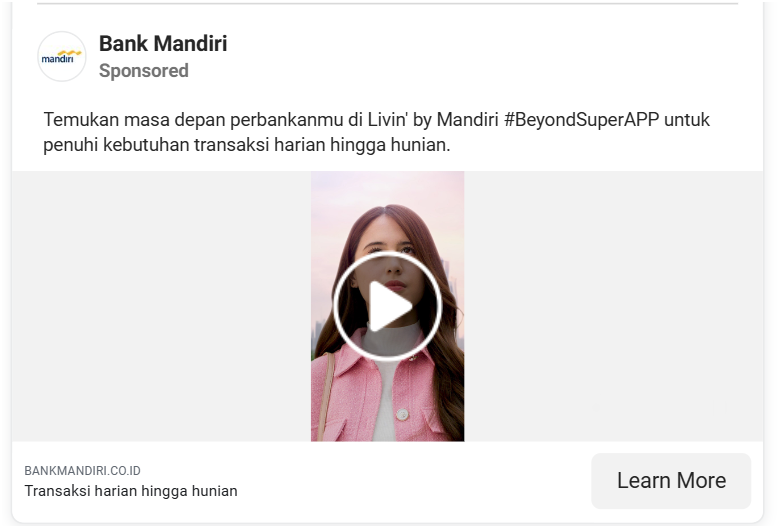 mandiri
Bank Mandiri
Sponsored
Temukan masa depan perbankanmu di Livin' by Mandiri #BeyondSuperAPP untuk
penuhi kebutuhan transaksi harian hingga hunian.
BANKMANDIRI.CO.ID
Transaksi harian hingga hunian
Learn More